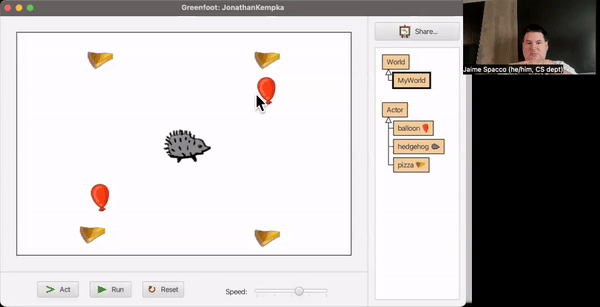 Greenfoot: JonathanKempka
Share...
World
MyWorld
Actor
balloon
hedgehog
pizza
Act
Run
Reset
Speed:
Jaime Spacco (he/him, CS dept)